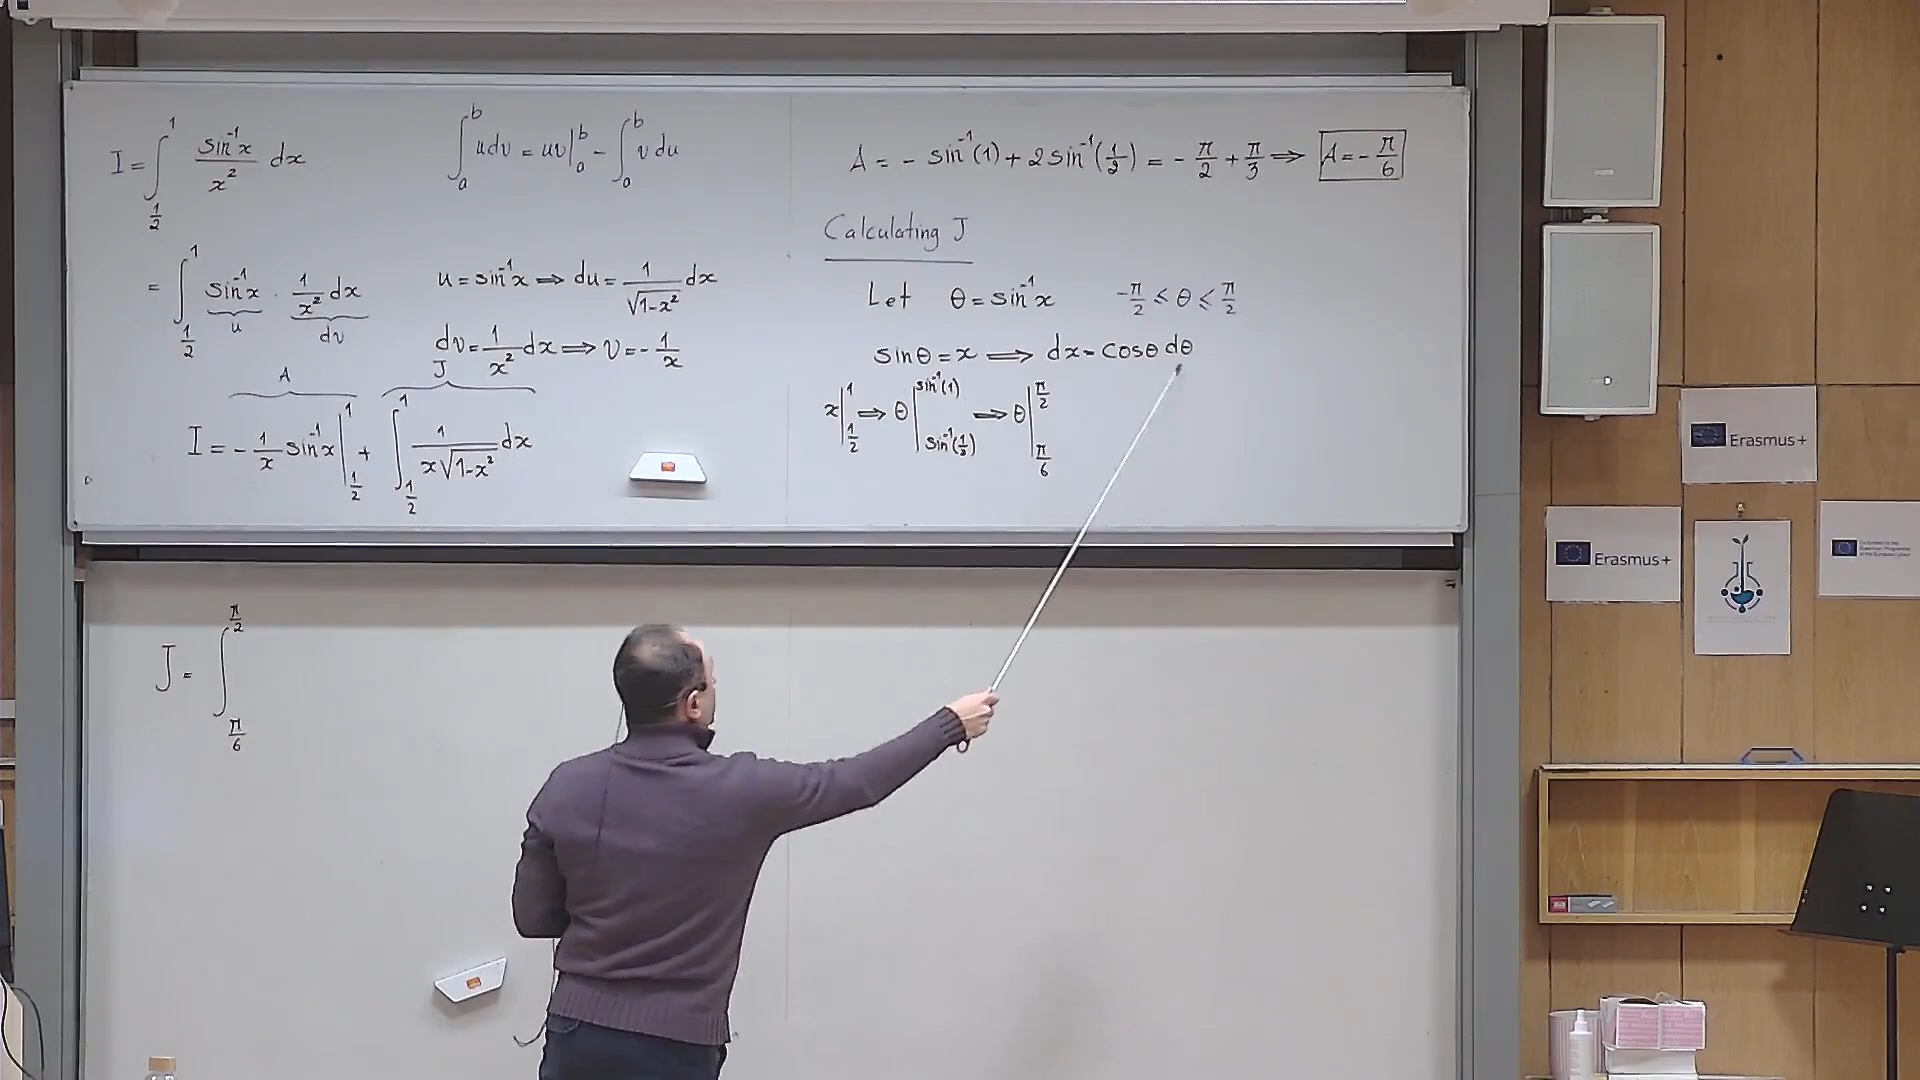 I = ∫_{1/2}^{1} sin⁻¹x / x² dx
∫_a^b u dv = uv|_a^b − ∫_a^b v du
= ∫_{1/2}^{1} sin⁻¹x · 1/x² dx
u dv
u = sin⁻¹x ⟹ du = 1/√(1−x²) dx
dv = 1/x² dx ⟹ v = −1/x
A J
I = −1/x sin⁻¹x |_{1/2}^{1} + ∫_{1/2}^{1} 1/(x√(1−x²)) dx
A = − sin⁻¹(1) + 2 sin⁻¹(1/2) = − π/2 + π/3 ⟹ A = − π/6
Calculating J
Let θ = sin⁻¹x −π/2 ≤ θ ≤ π/2
sinθ = x ⟹ dx = cosθ dθ
x|_{1/2}^{1} ⟹ θ|_{sin⁻¹(1/2)}^{sin⁻¹(1)} ⟹ θ|_{π/6}^{π/2}
J = ∫_{π/6}^{π/2}
Erasmus+
Erasmus+